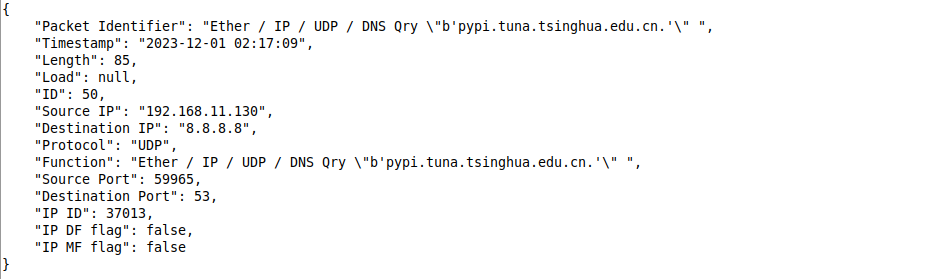 {
    "Packet Identifier": "Ether / IP / UDP / DNS Qry \"b'pypi.tuna.tsinghua.edu.cn.'\" ",
    "Timestamp": "2023-12-01 02:17:09",
    "Length": 85,
    "Load": null,
    "ID": 50,
    "Source IP": "192.168.11.130",
    "Destination IP": "8.8.8.8",
    "Protocol": "UDP",
    "Function": "Ether / IP / UDP / DNS Qry \"b'pypi.tuna.tsinghua.edu.cn.'\" ",
    "Source Port": 59965,
    "Destination Port": 53,
    "IP ID": 37013,
    "IP DF flag": false,
    "IP MF flag": false
}